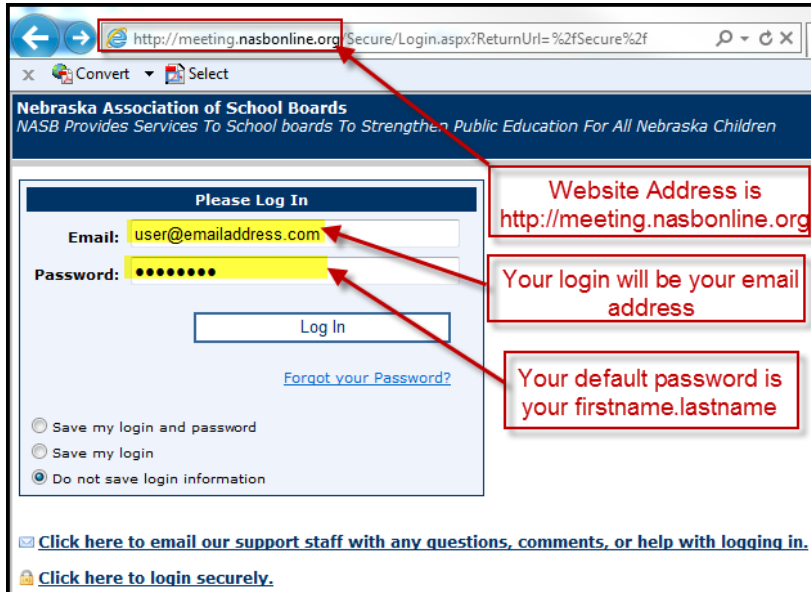 http://meeting.nasbonline.org/Secure/Login.aspx?ReturnUrl=%2fSecure%2f
x Convert Select
Nebraska Association of School Boards
NASB Provides Services To School boards To Strengthen Public Education For All Nebraska Children
Please Log In
Email: user@emailaddress.com
Password: ••••••••
Log In
Forgot your Password?
Save my login and password
Save my login
Do not save login information
Website Address is
http://meeting.nasbonline.org
Your login will be your email
address
Your default password is
your firstname.lastname
Click here to email our support staff with any questions, comments, or help with logging in.
Click here to login securely.